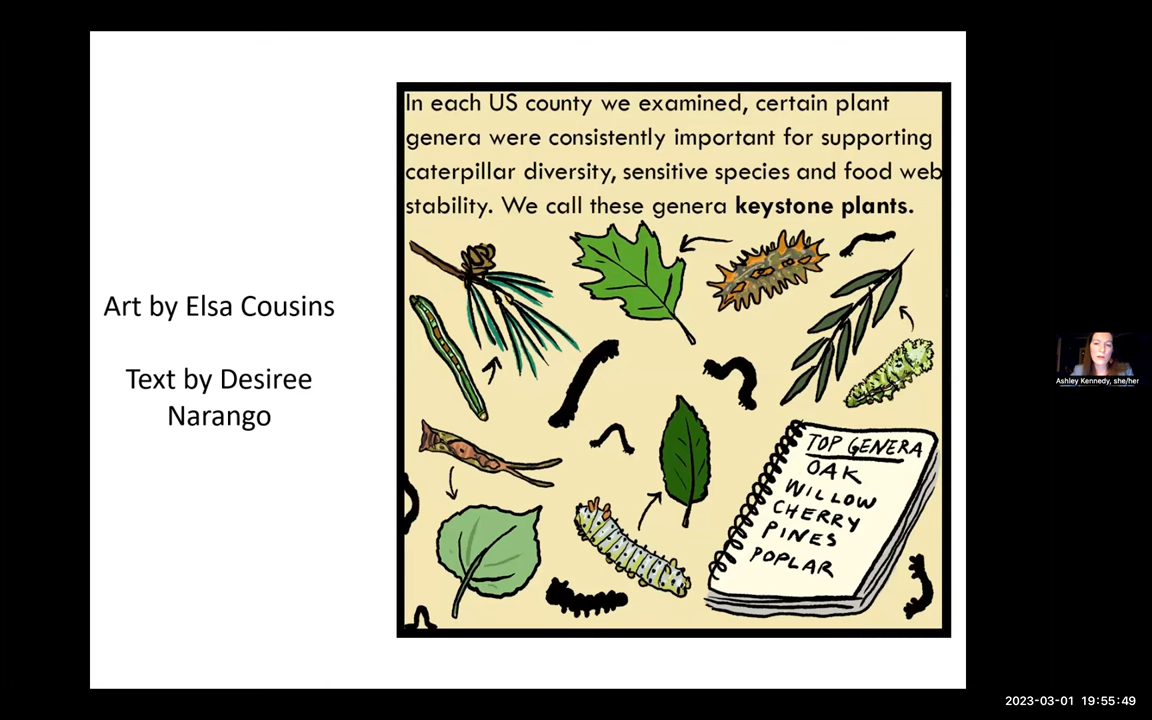 In each US county we examined, certain plant
genera were consistently important for supporting
caterpillar diversity, sensitive species and food web
stability. We call these genera keystone plants.
Art by Elsa Cousins
Text by Desiree
Narango
TOP GENERA
OAK
WILLOW
CHERRY
PINES
POPLAR
Ashley Kennedy, she/her
2023-03-01 19:55:49